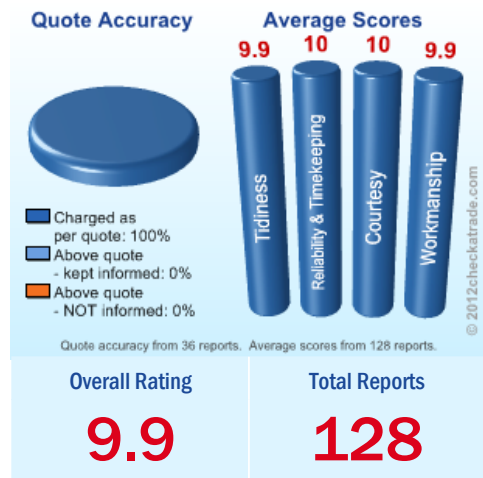 Quote Accuracy
Average Scores
9.9
10
10
9.9
Tidiness
Reliability & Timekeeping
Courtesy
Workmanship
Charged as
per quote: 100%
Above quote
- kept informed: 0%
Above quote
- NOT informed: 0%
© 2012checkatrade.com
Quote accuracy from 36 reports. Average scores from 128 reports.
Overall Rating
Total Reports
9.9
128